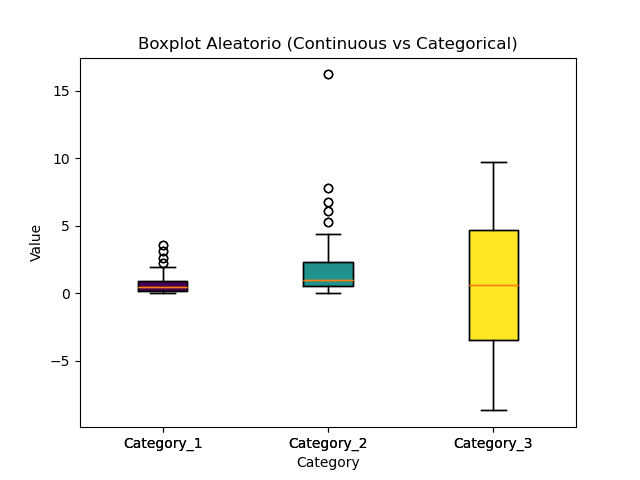 Boxplot Aleatorio (Continuous vs Categorical)
15
10
5
0
−5
Value
Category_1 Category_2 Category_3
Category